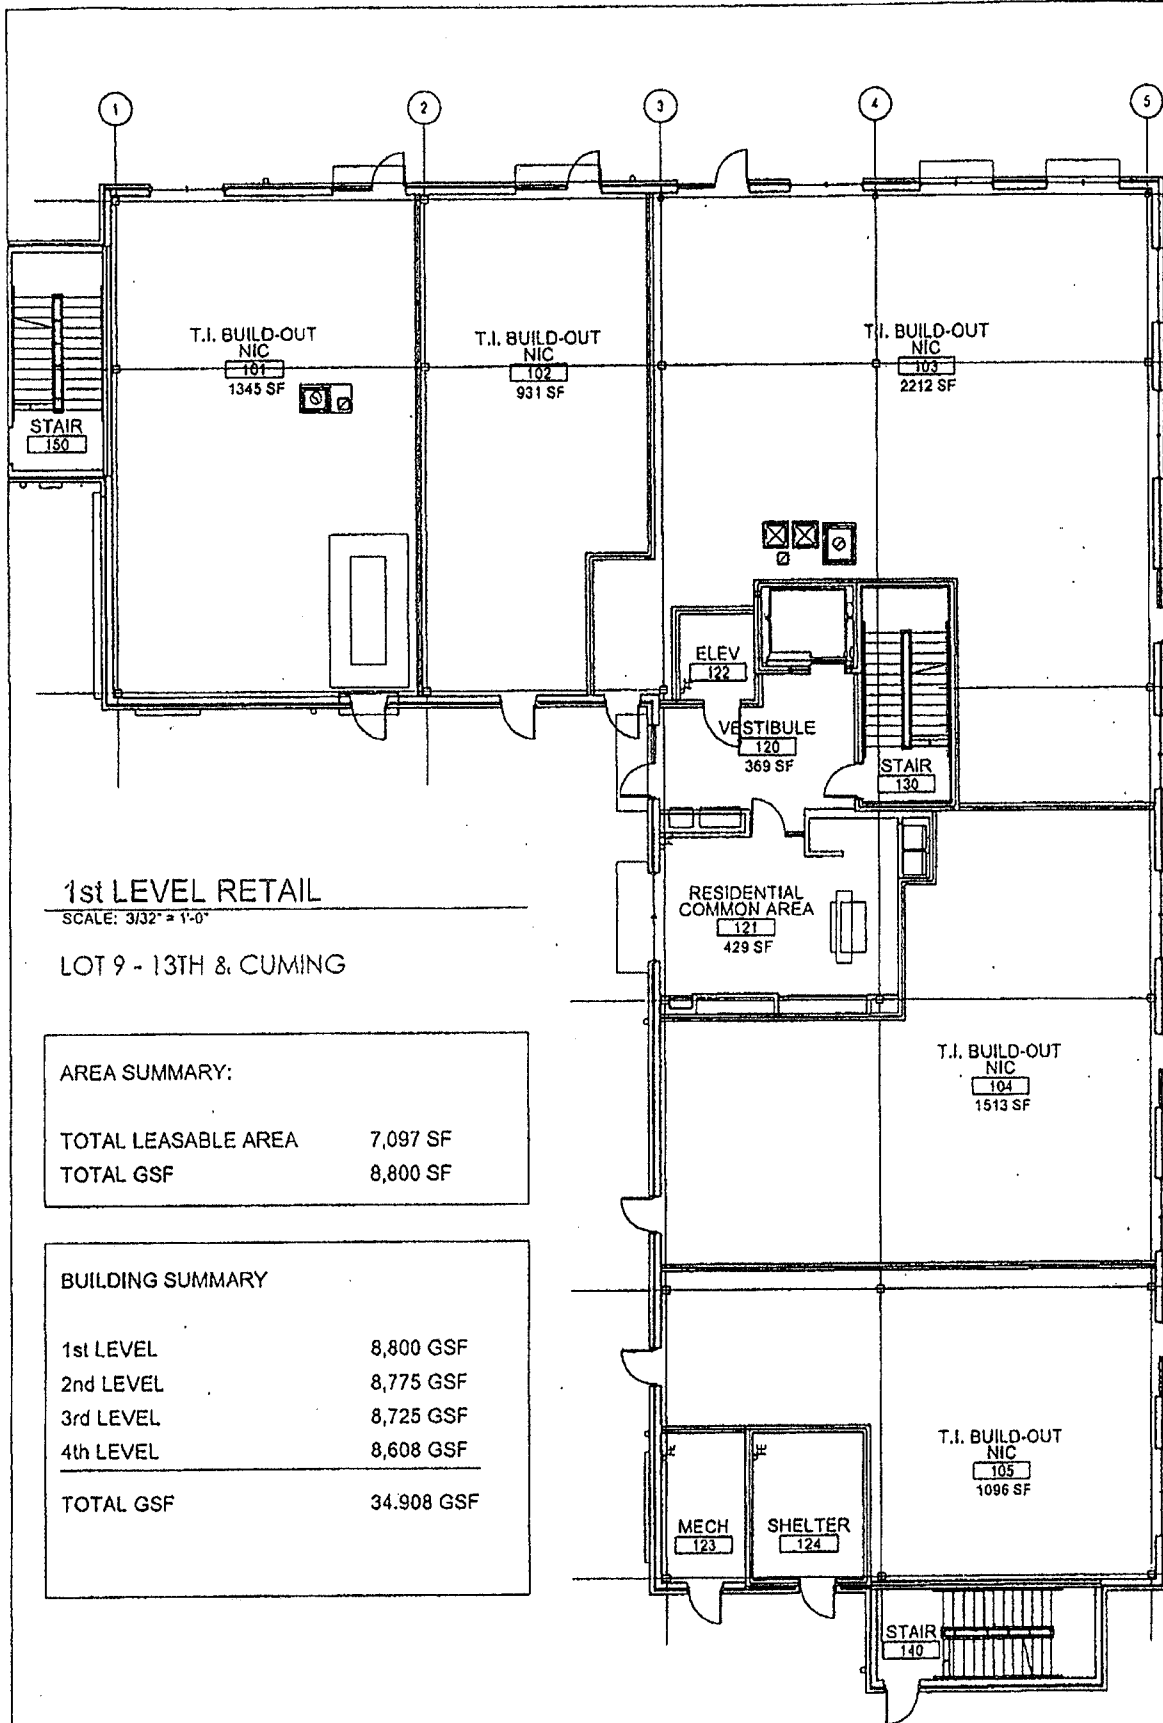 1 2 3 4 5
T.I. BUILD-OUT
NIC
101
1345 SF
T.I. BUILD-OUT
NIC
102
931 SF
T.I. BUILD-OUT
NIC
103
2212 SF
STAIR
150
ELEV
122
VESTIBULE
120
369 SF
STAIR
130
RESIDENTIAL
COMMON AREA
121
429 SF
1st LEVEL RETAIL
SCALE: 3/32" = 1'-0"
LOT 9 - 13TH & CUMING
AREA SUMMARY:
TOTAL LEASABLE AREA 7,097 SF
TOTAL GSF 8,800 SF
T.I. BUILD-OUT
NIC
104
1513 SF
BUILDING SUMMARY
1st LEVEL 8,800 GSF
2nd LEVEL 8,775 GSF
3rd LEVEL 8,725 GSF
4th LEVEL 8,608 GSF
TOTAL GSF 34.908 GSF
T.I. BUILD-OUT
NIC
105
1096 SF
MECH
123
SHELTER
124
STAIR
140